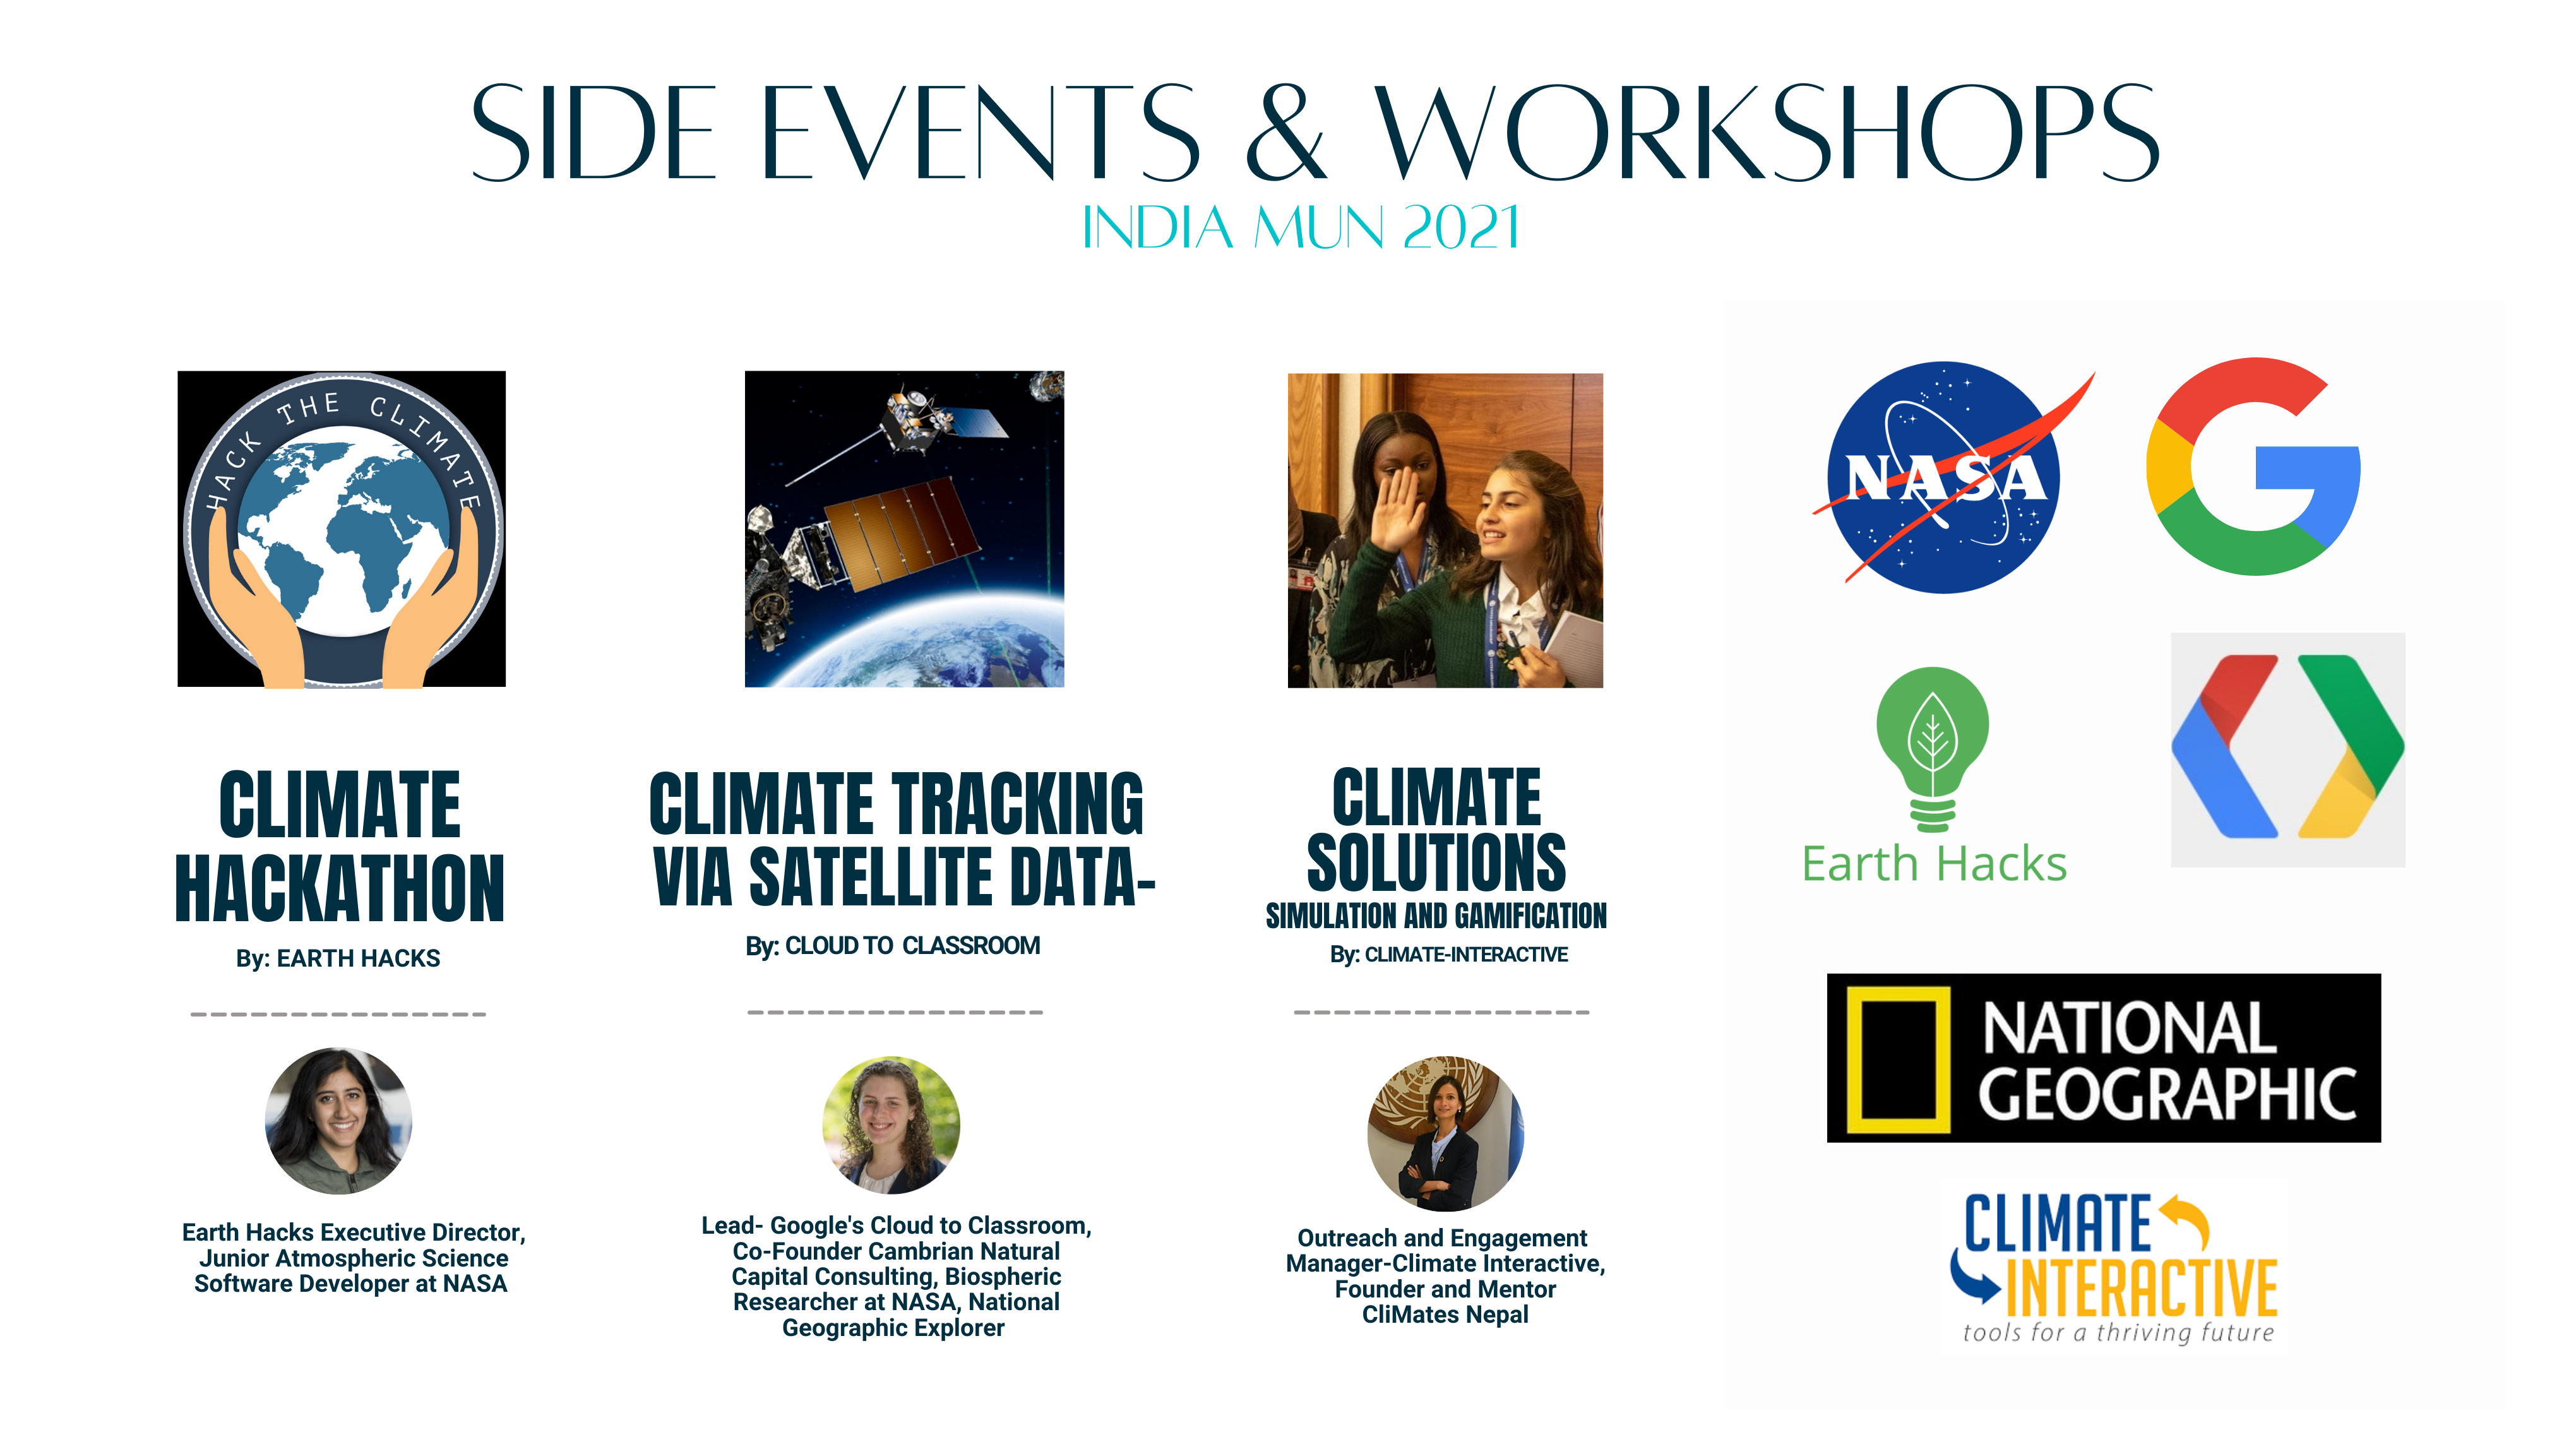 SIDE EVENTS & WORKSHOPS
INDIA MUN 2021
HACK THE CLIMATE
CLIMATE
HACKATHON
By: EARTH HACKS
Earth Hacks Executive Director,
Junior Atmospheric Science
Software Developer at NASA
CLIMATE TRACKING
VIA SATELLITE DATA-
By: CLOUD TO CLASSROOM
Lead- Google's Cloud to Classroom,
Co-Founder Cambrian Natural
Capital Consulting, Biospheric
Researcher at NASA, National
Geographic Explorer
CLIMATE
SOLUTIONS
SIMULATION AND GAMIFICATION
By: CLIMATE-INTERACTIVE
Outreach and Engagement
Manager-Climate Interactive,
Founder and Mentor
CliMates Nepal
NASA
G
Earth Hacks
NATIONAL
GEOGRAPHIC
CLIMATE
INTERACTIVE
tools for a thriving future